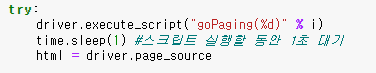 try:
    driver.execute_script("goPaging(%d)" % i)
    time.sleep(1) #스크립트 실행할 동안 1초 대기
    html = driver.page_source